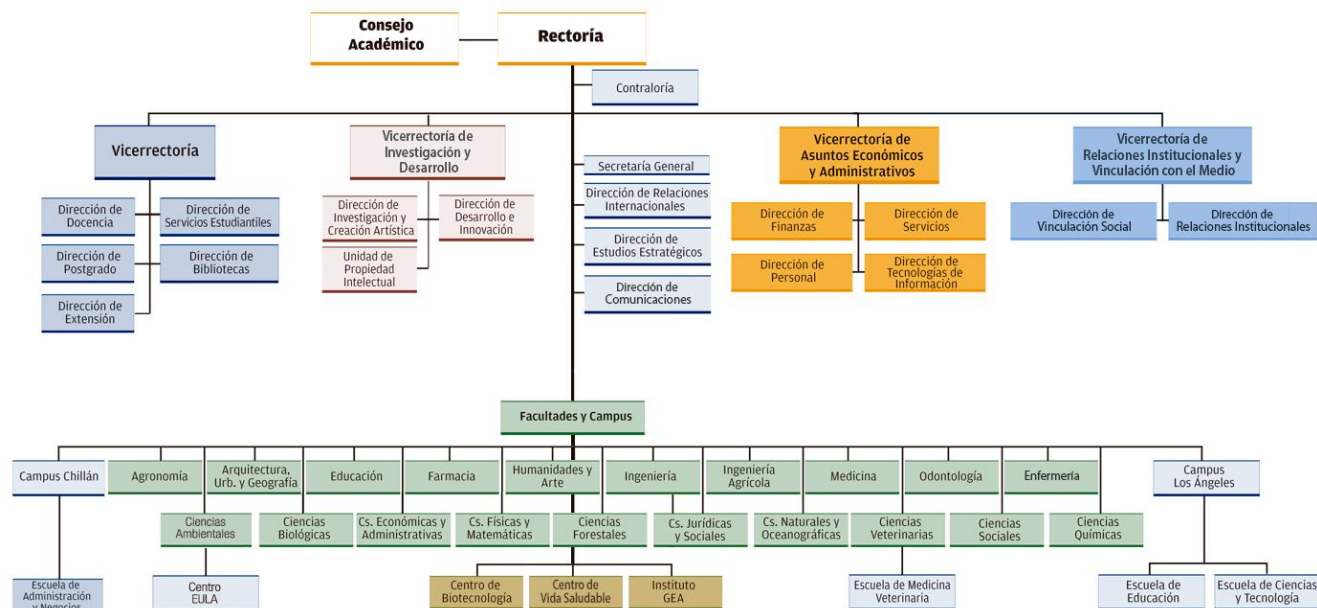 Consejo
Académico
Rectoría
Contraloría
Vicerrectoría
Vicerrectoría de
Investigación y
Desarrollo
Vicerrectoría de
Asuntos Económicos
y Administrativos
Vicerrectoría de
Relaciones Institucionales y
Vinculación con el Medio
Dirección de
Docencia
Dirección de
Servicios Estudiantiles
Dirección de
Postgrado
Dirección de
Bibliotecas
Dirección de
Extensión
Dirección de
Investigación y
Creación Artística
Dirección de
Desarrollo e
Innovación
Unidad de
Propiedad
Intelectual
Secretaría General
Dirección de Relaciones
Internacionales
Dirección de
Estudios Estratégicos
Dirección de
Comunicaciones
Dirección de
Finanzas
Dirección de
Servicios
Dirección de
Personal
Dirección de
Tecnologías de
Información
Dirección de
Vinculación Social
Dirección de
Relaciones Institucionales
Facultades y Campus
Campus Chillán
Agronomía
Arquitectura,
Urb. y Geografía
Educación
Farmacia
Humanidades y
Arte
Ingeniería
Ingeniería
Agrícola
Medicina
Odontología
Enfermería
Campus
Los Ángeles
Ciencias
Ambientales
Ciencias
Biológicas
Cs. Económicas y
Administrativas
Cs. Físicas y
Matemáticas
Ciencias
Forestales
Cs. Jurídicas
y Sociales
Cs. Naturales y
Oceanográficas
Ciencias
Veterinarias
Ciencias
Sociales
Ciencias
Químicas
Escuela de
Administración
y Negocios
Centro
EULA
Centro de
Biotecnología
Centro de
Vida Saludable
Instituto
GEA
Escuela de Medicina
Veterinaria
Escuela de
Educación
Escuela de Ciencias
y Tecnología